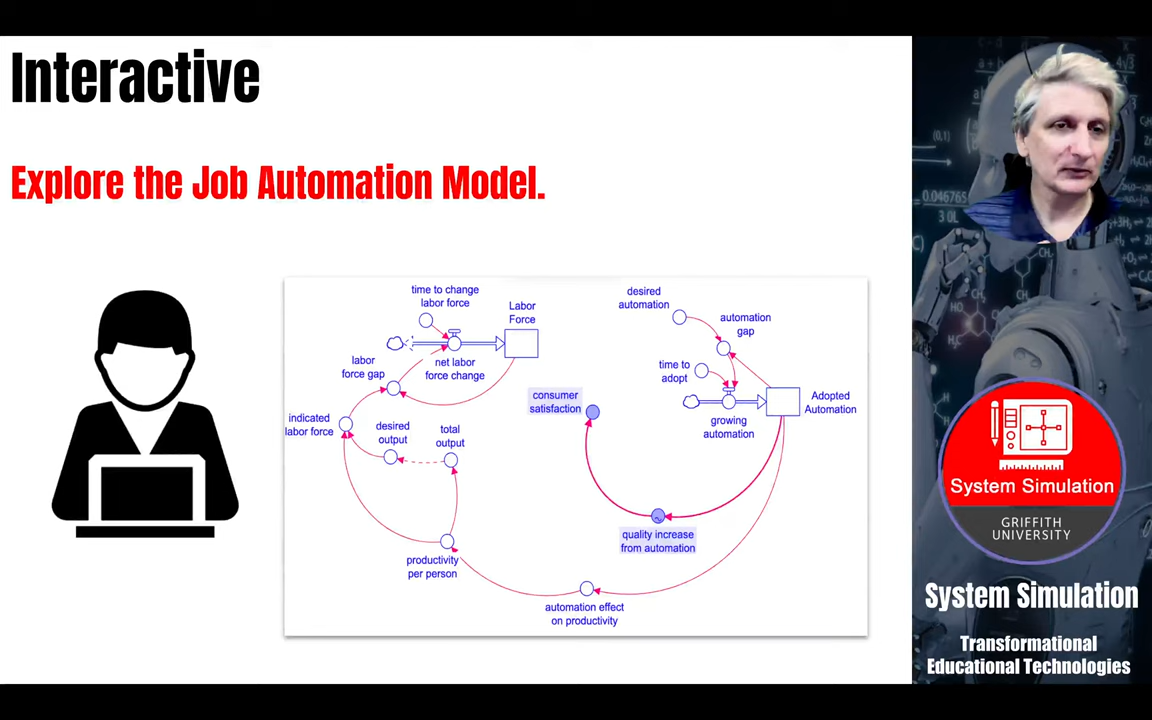 Interactive
Explore the Job Automation Model.
time to change
labor force
Labor
Force
labor
force gap
net labor
force change
indicated
labor force
desired
output
total
output
productivity
per person
desired
automation
automation
gap
time to
adopt
growing
automation
Adopted
Automation
consumer
satisfaction
quality increase
from automation
automation effect
on productivity
System Simulation
GRIFFITH
UNIVERSITY
System Simulation
Transformational
Educational Technologies